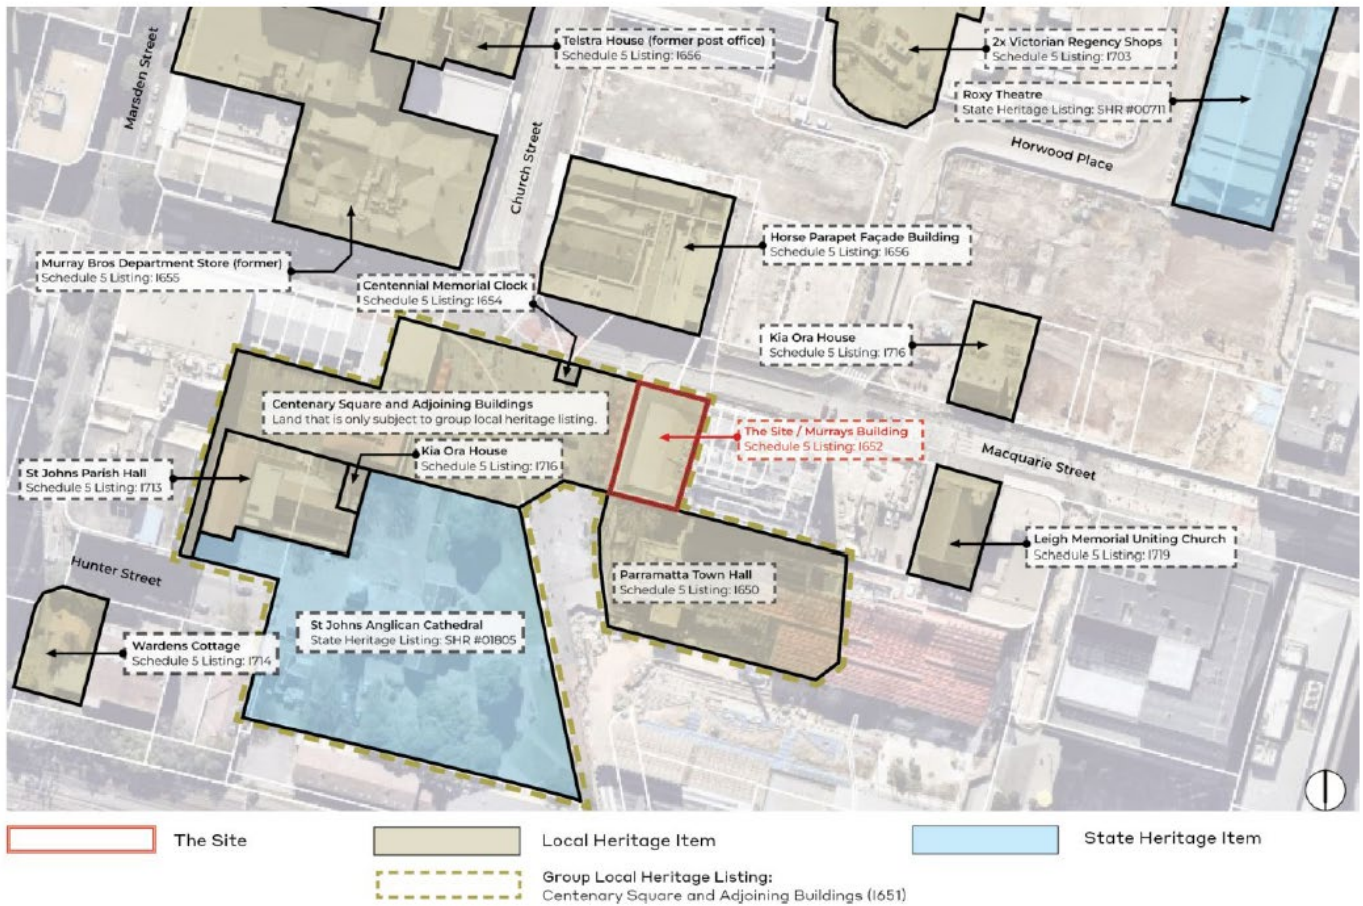 Marsden Street
Telstra House (former post office)
Schedule 5 Listing: I656
2x Victorian Regency Shops
Schedule 5 Listing: I703
Roxy Theatre
State Heritage Listing: SHR #00711
Church Street
Horwood Place
Horse Parapet Façade Building
Schedule 5 Listing: I656
Murray Bros Department Store (former)
Schedule 5 Listing: I655
Centennial Memorial Clock
Schedule 5 Listing: I654
Kia Ora House
Schedule 5 Listing: I716
Centenary Square and Adjoining Buildings
Land that is only subject to group local heritage listing.
The Site / Murrays Building
Schedule 5 Listing: I652
Kia Ora House
Schedule 5 Listing: I716
Macquarie Street
St Johns Parish Hall
Schedule 5 Listing: I713
Leigh Memorial Uniting Church
Schedule 5 Listing: I719
Hunter Street
Parramatta Town Hall
Schedule 5 Listing: I650
St Johns Anglican Cathedral
State Heritage Listing: SHR #01805
Wardens Cottage
Schedule 5 Listing: I714
The Site
Local Heritage Item
State Heritage Item
Group Local Heritage Listing:
Centenary Square and Adjoining Buildings (I651)